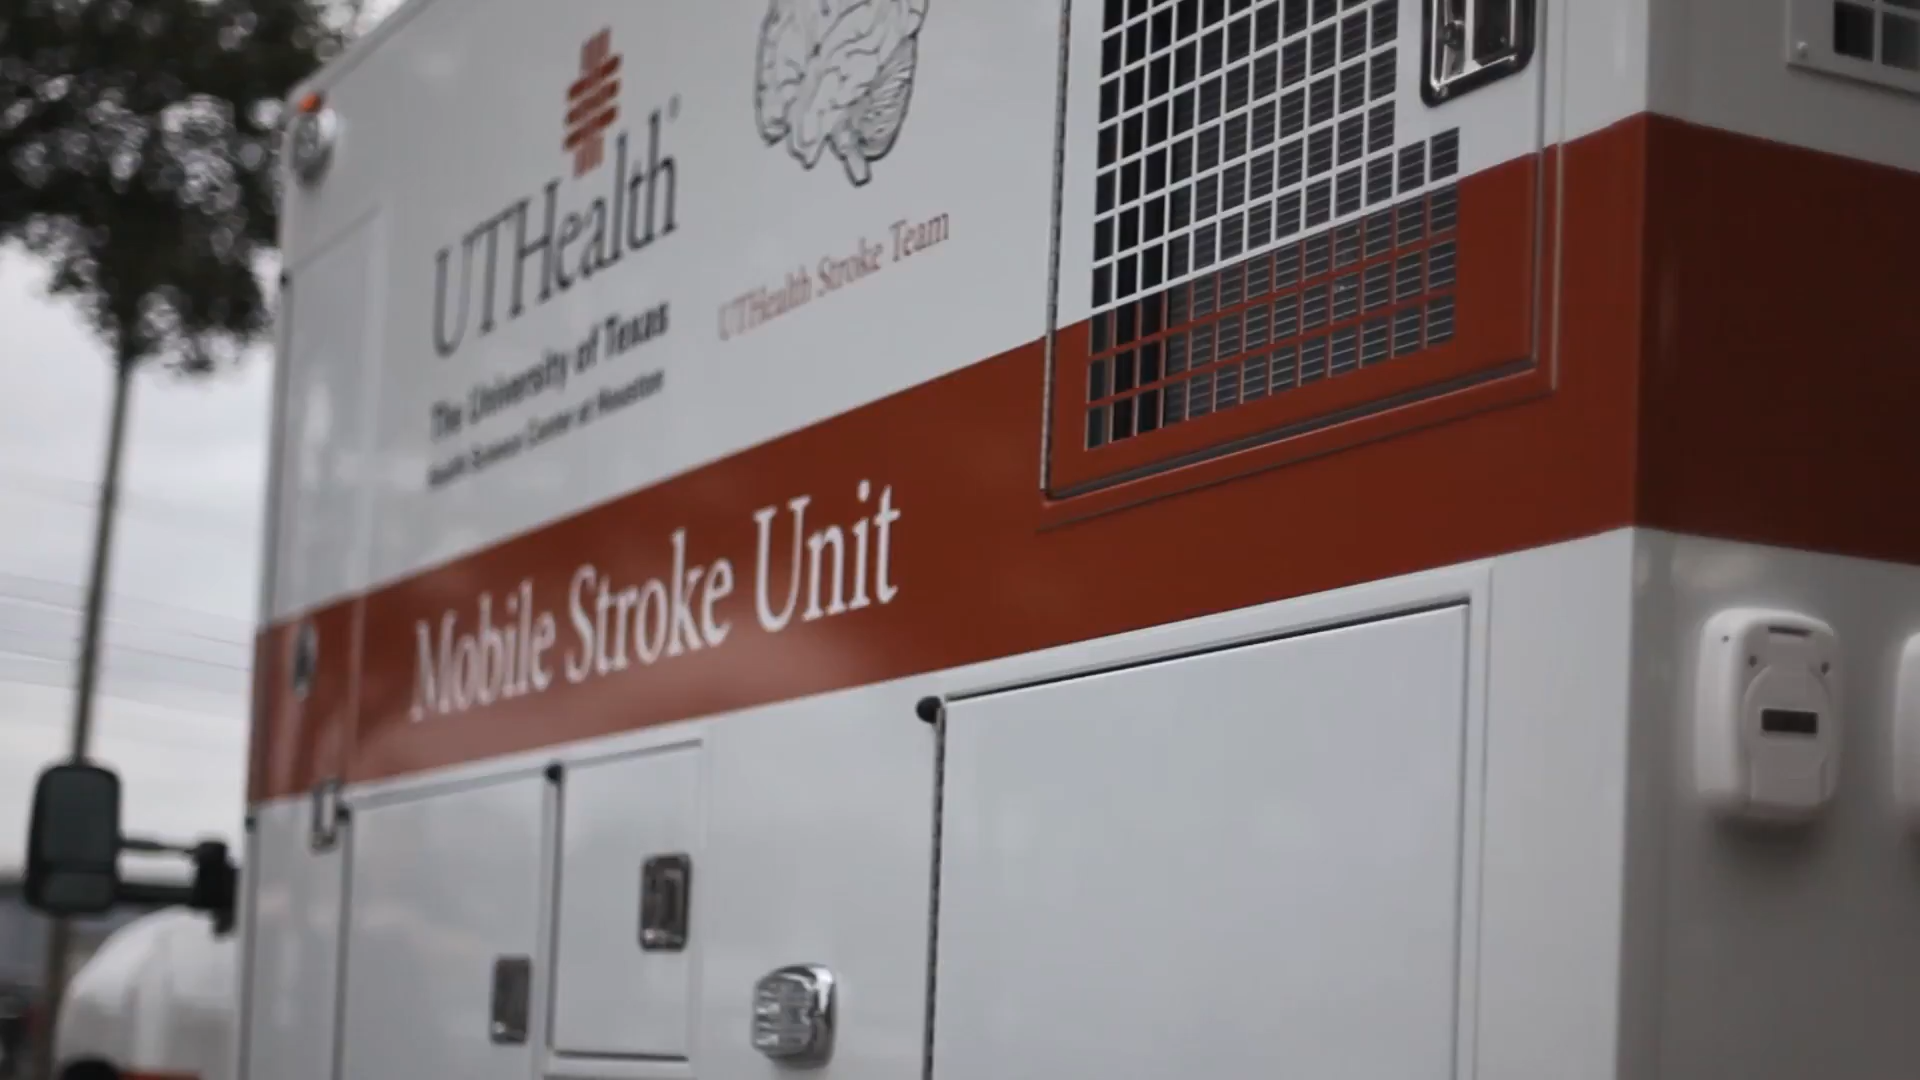 UTHealth
The University of Texas
Health Science Center at Houston
UTHealth Stroke Team
Mobile Stroke Unit